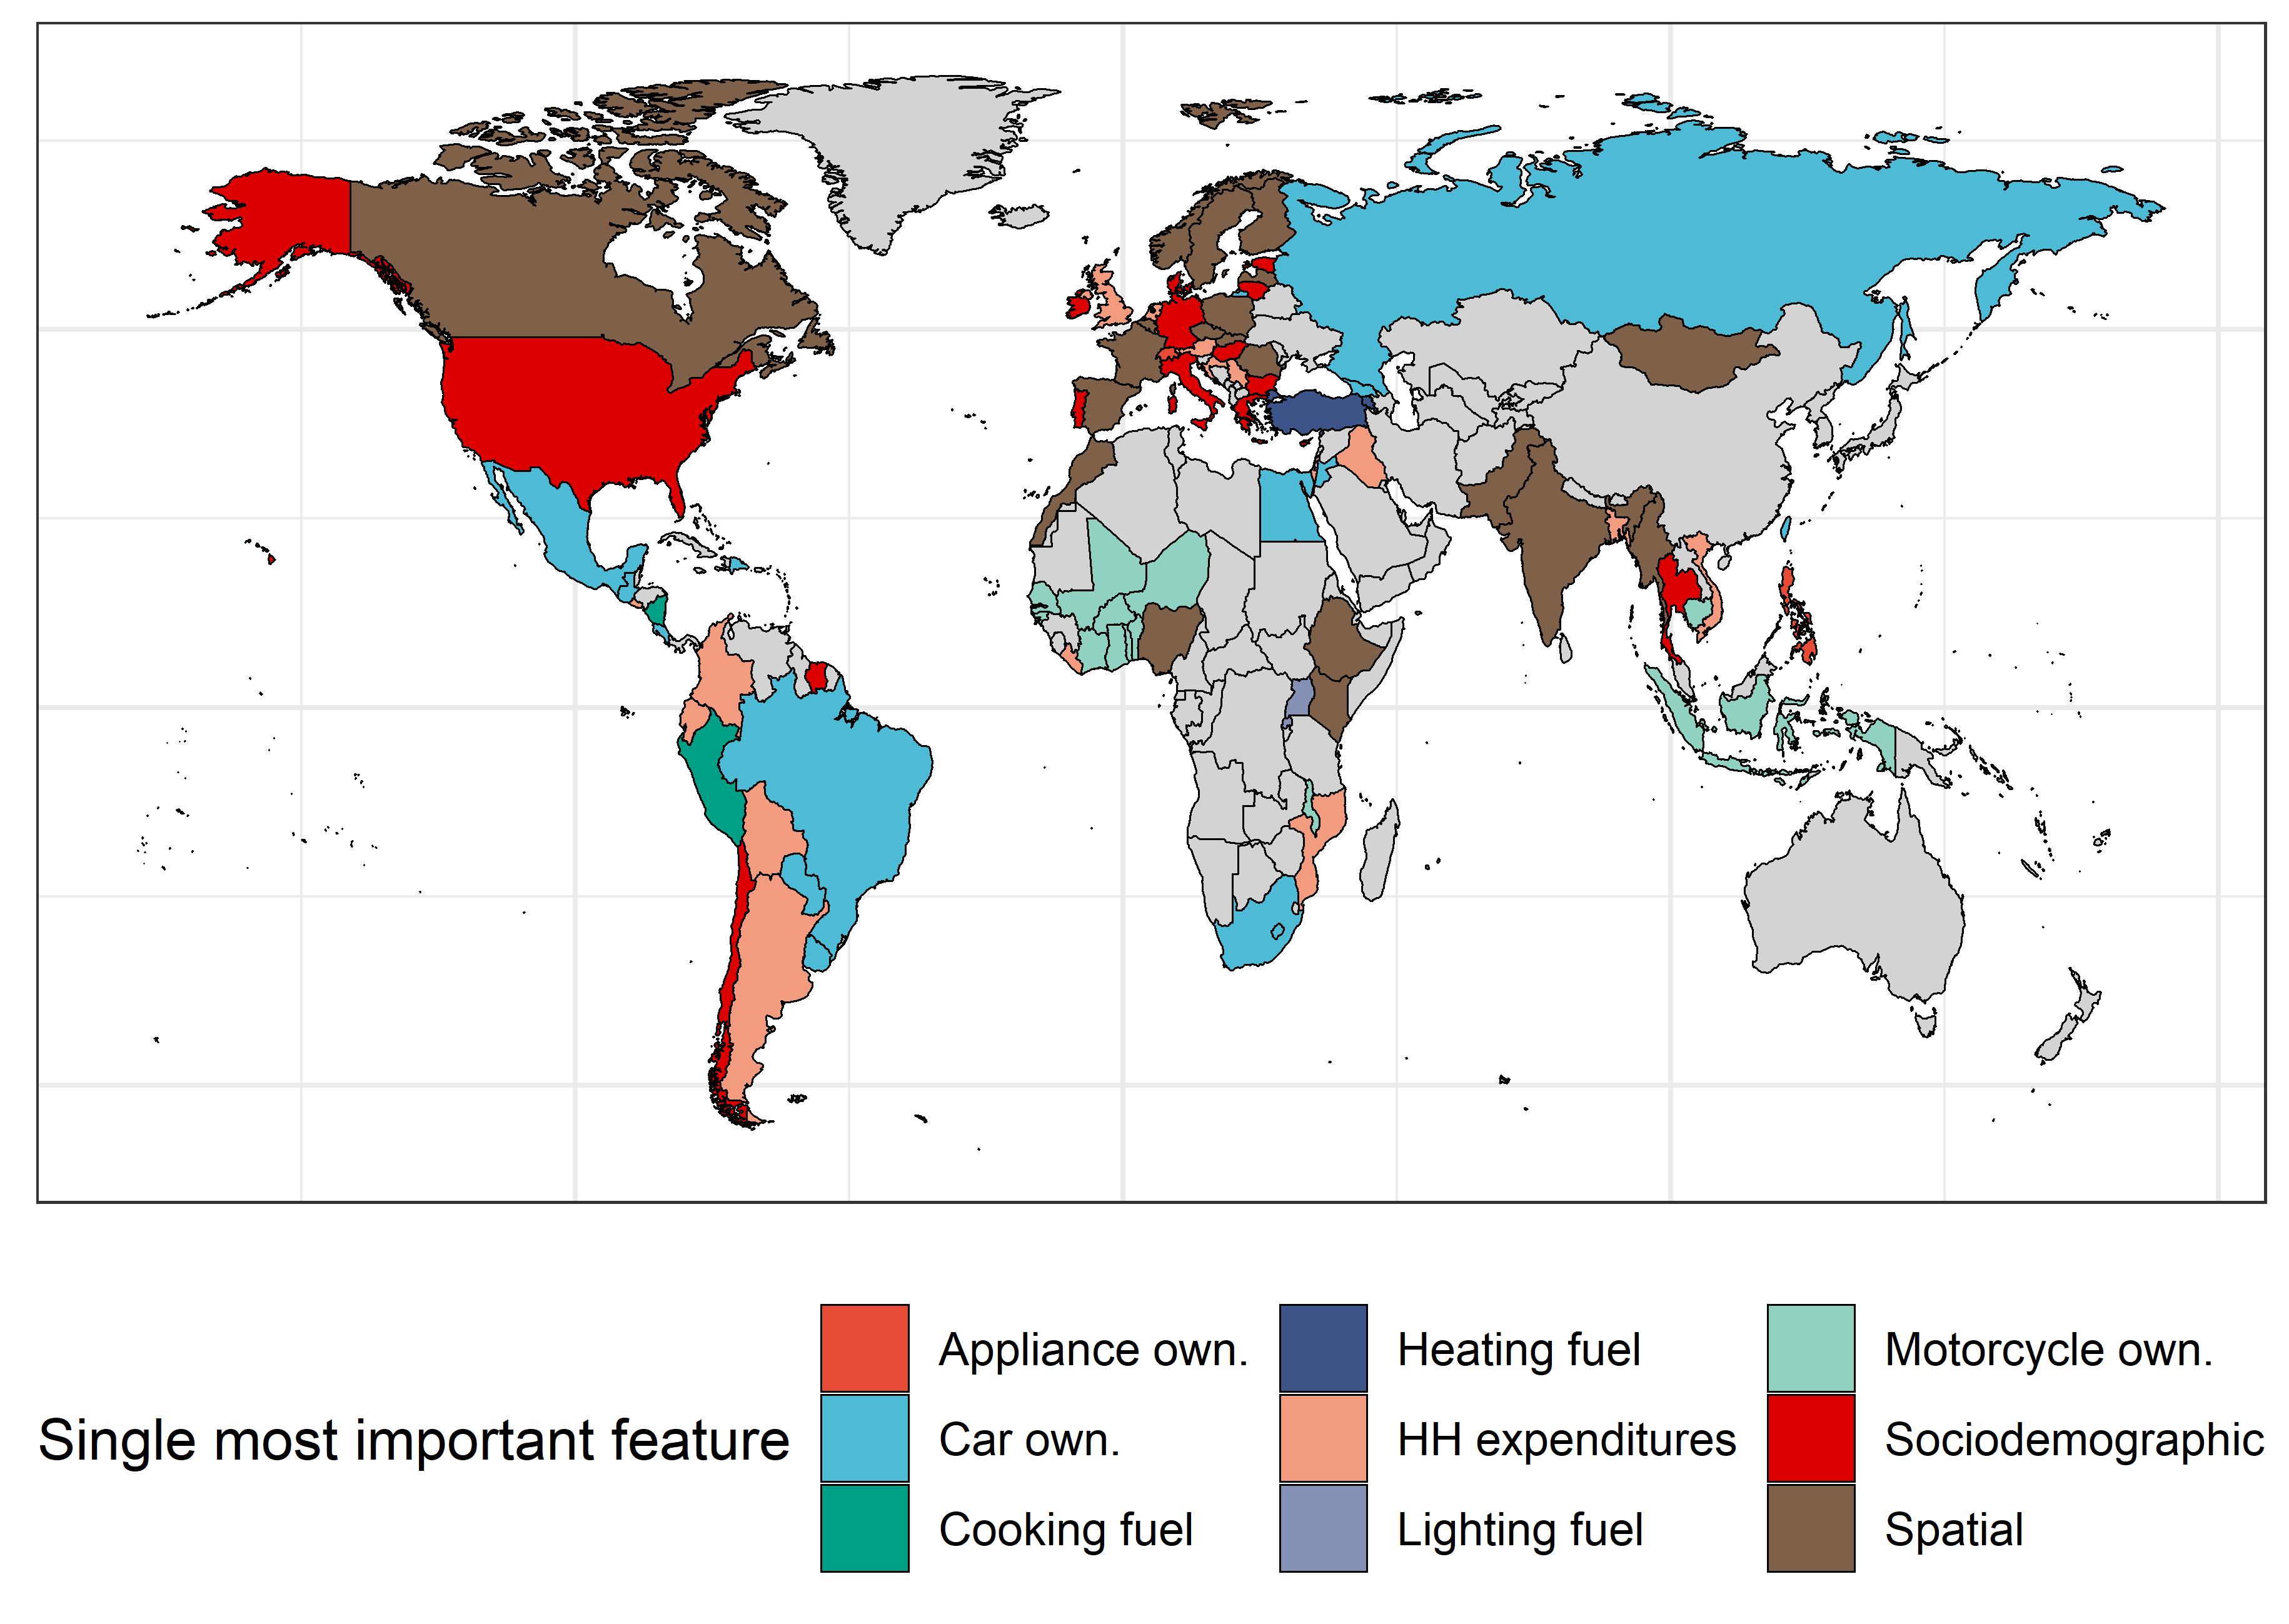 Single most important feature
Appliance own.
Car own.
Cooking fuel
Heating fuel
HH expenditures
Lighting fuel
Motorcycle own.
Sociodemographic
Spatial